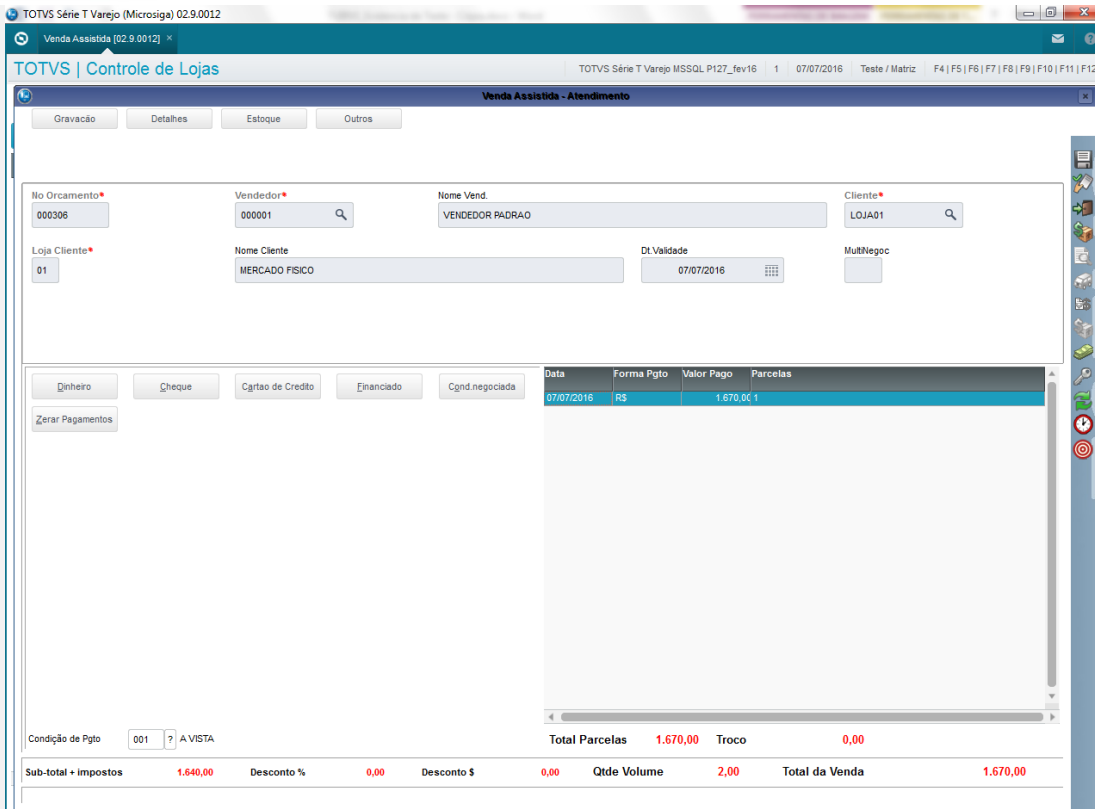 TOTVS Série T Varejo (Microsiga) 02.9.0012
Venda Assistida [02.9.0012] ×
TOTVS | Controle de Lojas TOTVS Série T Varejo MSSQL P127_fev16 1 07/07/2016 Teste / Matriz F4 | F5 | F6 | F7 | F8 | F9 | F10 | F11 | F12
Venda Assistida - Atendimento
Gravacão Detalhes Estoque Outros
No Orcamento* Vendedor* Nome Vend. Cliente*
000306 000001 VENDEDOR PADRAO LOJA01
Loja Cliente* Nome Cliente Dt.Validade MultiNegoc
01 MERCADO FISICO 07/07/2016
Dinheiro Cheque Cartao de Credito Financiado Cond.negociada
Zerar Pagamentos
Data Forma Pgto Valor Pago Parcelas
07/07/2016 R$ 1.670,00 1
Condição de Pgto 001 ? A VISTA Total Parcelas 1.670,00 Troco 0,00
Sub-total + impostos 1.640,00 Desconto % 0,00 Desconto $ 0,00 Qtde Volume 2,00 Total da Venda 1.670,00